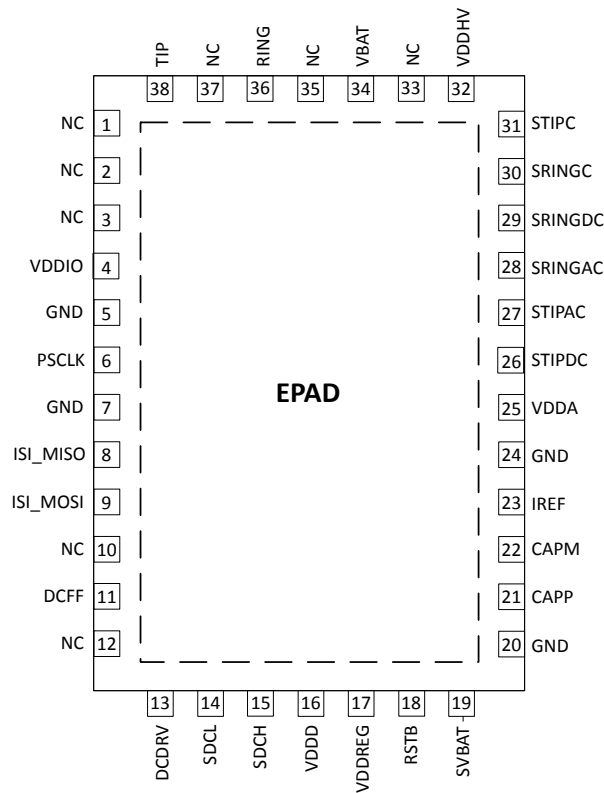 TIP
NC
RING
NC
VBAT
NC
VDDHV
38
37
36
35
34
33
32
NC 1
NC 2
NC 3
VDDIO 4
GND 5
PSCLK 6
GND 7
ISI_MISO 8
ISI_MOSI 9
NC 10
DCFF 11
NC 12
EPAD
31 STIPC
30 SRINGC
29 SRINGDC
28 SRINGAC
27 STIPAC
26 STIPDC
25 VDDA
24 GND
23 IREF
22 CAPM
21 CAPP
20 GND
13
14
15
16
17
18
19
DCDRV
SDCL
SDCH
VDDD
VDDREG
RSTB
SVBAT